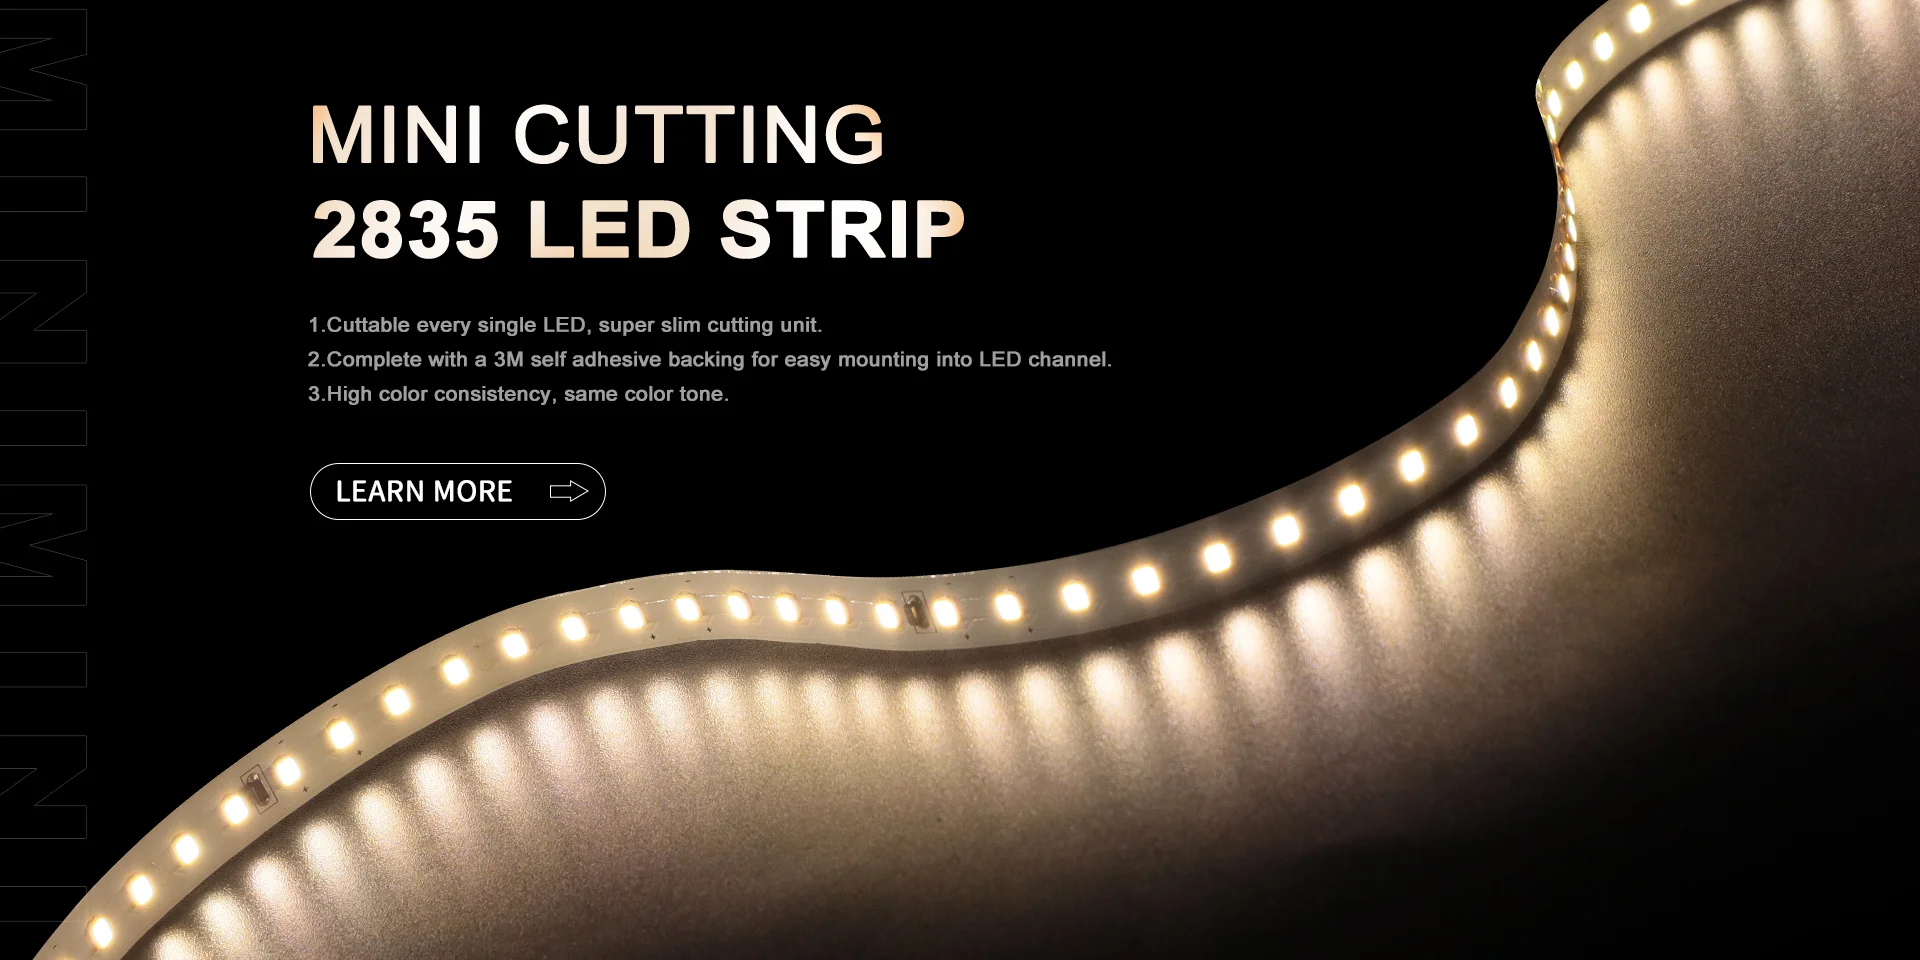 MINI CUTTING
2835 LED STRIP
1.Cuttable every single LED, super slim cutting unit.
2.Complete with a 3M self adhesive backing for easy mounting into LED channel.
3.High color consistency, same color tone.
LEARN MORE
MINIMINI